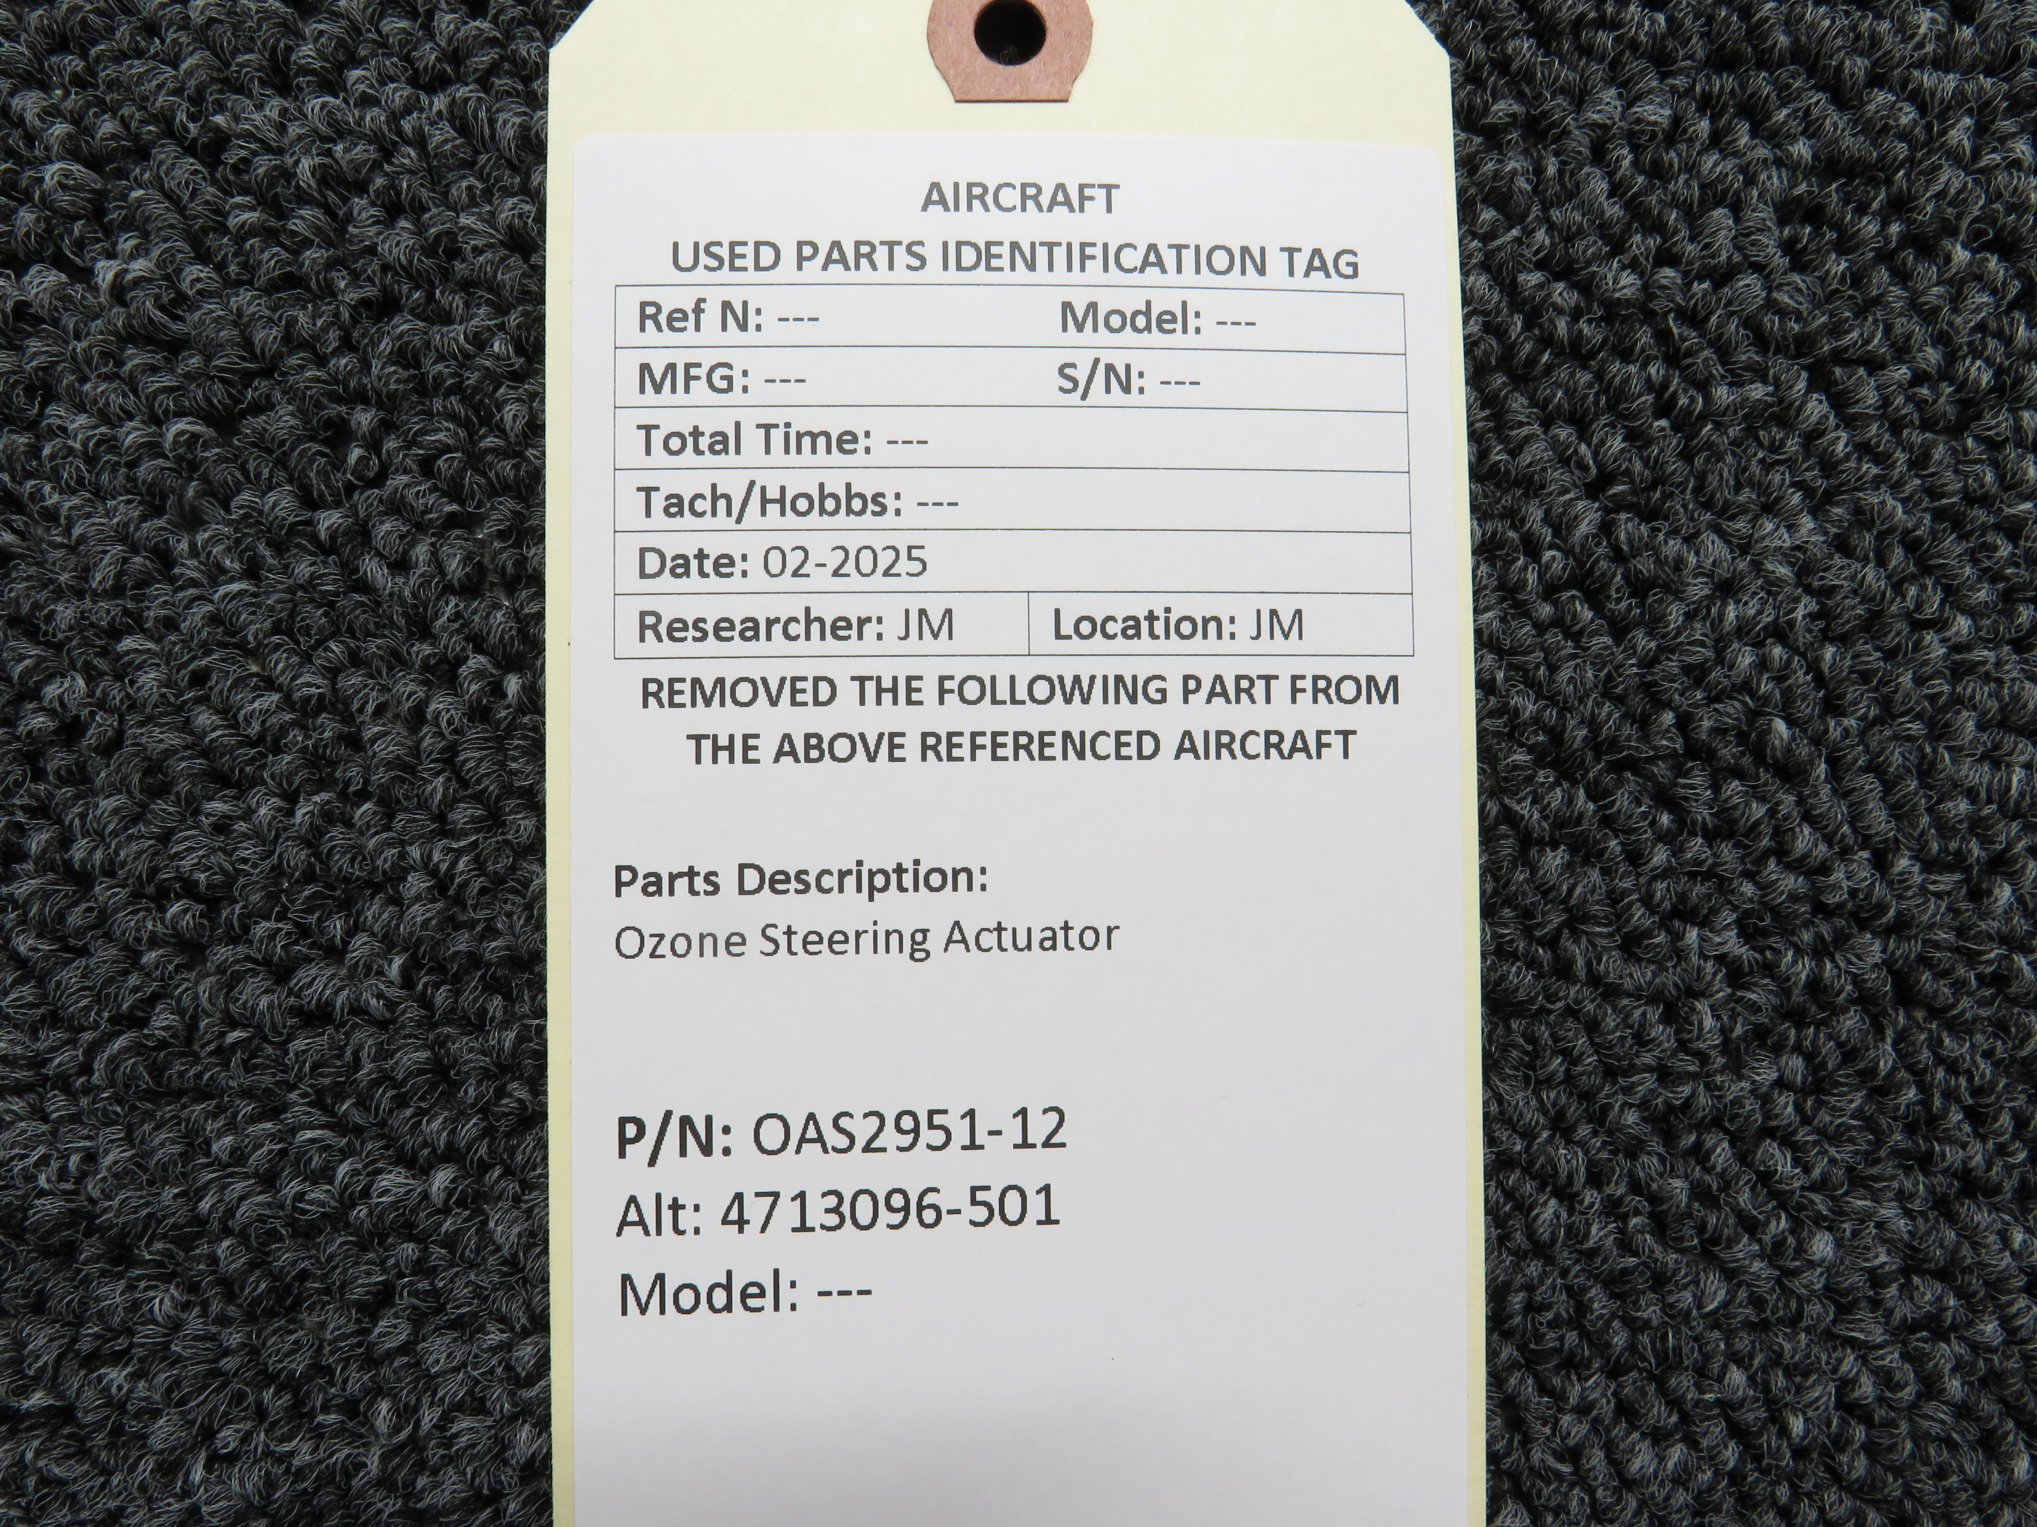 AIRCRAFT
USED PARTS IDENTIFICATION TAG
Ref N: --- Model: ---
MFG: --- S/N: ---
Total Time: ---
Tach/Hobbs: ---
Date: 02-2025
Researcher: JM Location: JM
REMOVED THE FOLLOWING PART FROM
THE ABOVE REFERENCED AIRCRAFT
Parts Description:
Ozone Steering Actuator
P/N: OAS2951-12
Alt: 4713096-501
Model: ---